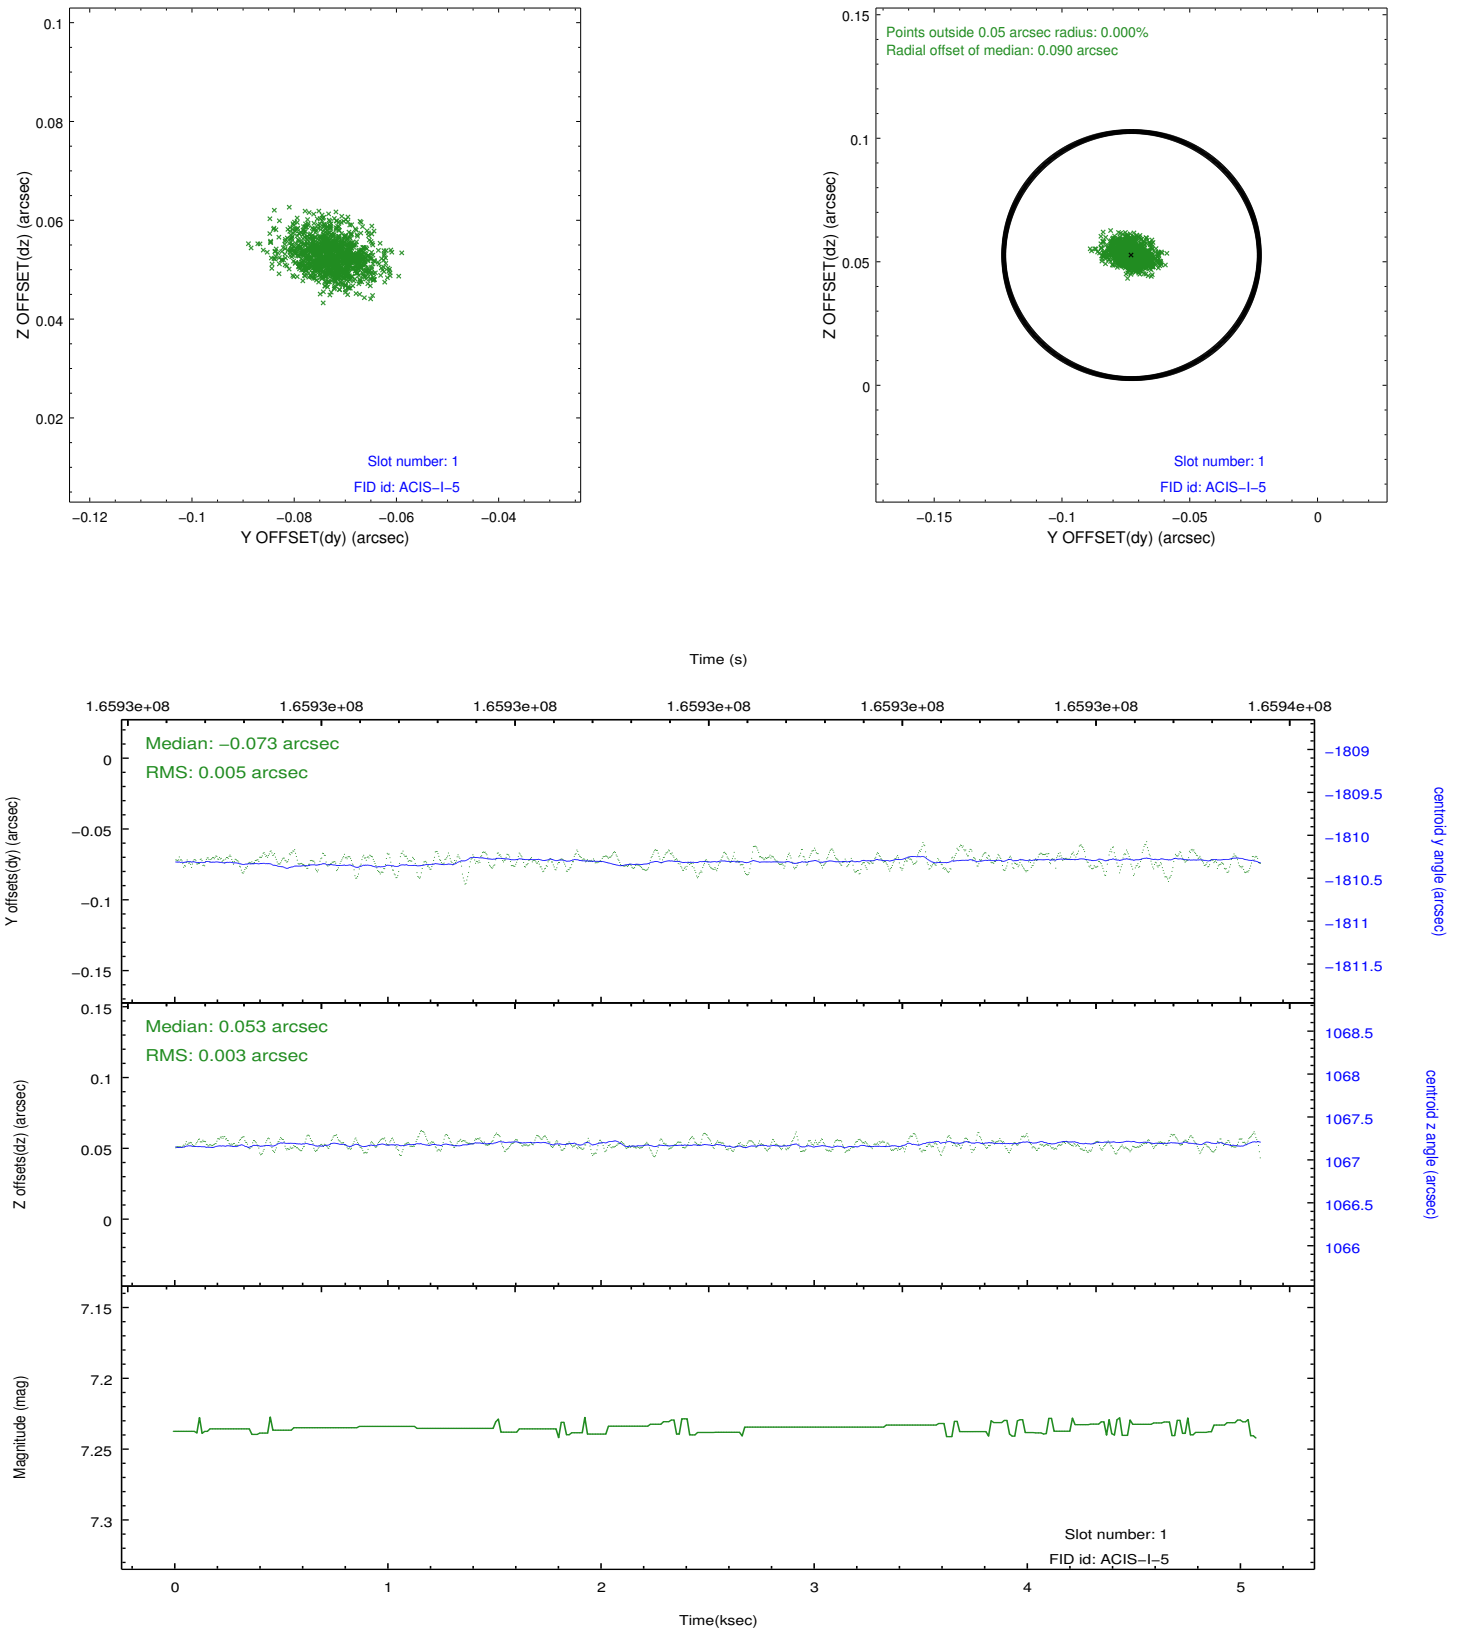 0.1
0.08
0.06
0.04
0.02
Z OFFSET(dz) (arcsec)
Slot number: 1
FID id: ACIS−I−5
−0.12 −0.1 −0.08 −0.06 −0.04
Y OFFSET(dy) (arcsec)
0.15
0.1
0.05
0
Z OFFSET(dz) (arcsec)
Points outside 0.05 arcsec radius: 0.000%
Radial offset of median: 0.090 arcsec
Slot number: 1
FID id: ACIS−I−5
−0.15 −0.1 −0.05 0
Y OFFSET(dy) (arcsec)
Time (s)
1.6593e+08 1.6593e+08 1.6593e+08 1.6593e+08 1.6593e+08 1.6593e+08 1.6594e+08
Median: −0.073 arcsec
RMS: 0.005 arcsec
0
−0.05
−0.1
−0.15
Y offsets(dy) (arcsec)
−1809
−1809.5
−1810
−1810.5
−1811
−1811.5
centroid y angle (arcsec)
Median: 0.053 arcsec
RMS: 0.003 arcsec
0.15
0.1
0.05
0
Z offsets(dz) (arcsec)
1068.5
1068
1067.5
1067
1066.5
1066
centroid z angle (arcsec)
7.15
7.2
7.25
7.3
Magnitude (mag)
Slot number: 1
FID id: ACIS−I−5
0 1 2 3 4 5
Time(ksec)